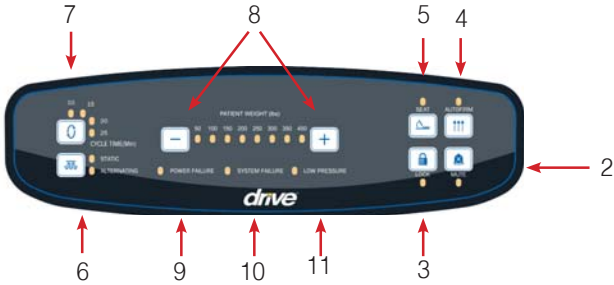 7
8
5
4
PATIENT WEIGHT (lbs)
SEAT
AUTOFIRM
50 100 150 200 250 300 350 400
20
25
CYCLE TIME(Min)
STATIC
ALTERNATING
POWER FAILURE
SYSTEM FAILURE
LOW PRESSURE
LOCK
MUTE
2
drive
6
9
10
11
3